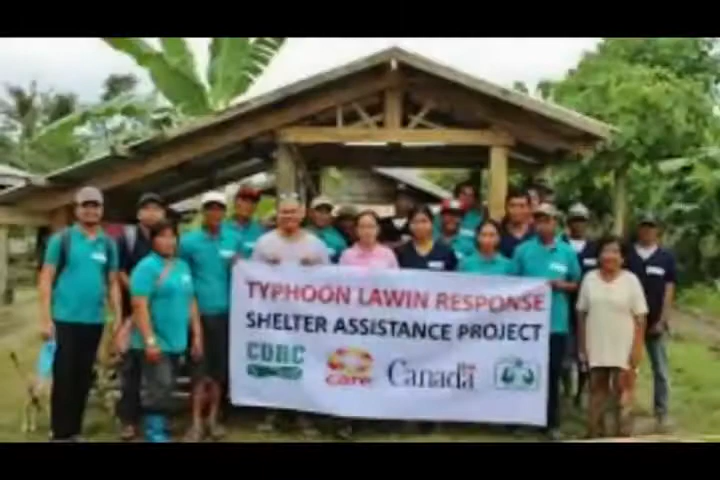 TYPHOON LAWIN RESPONSE
SHELTER ASSISTANCE PROJECT
CDRC care Canada